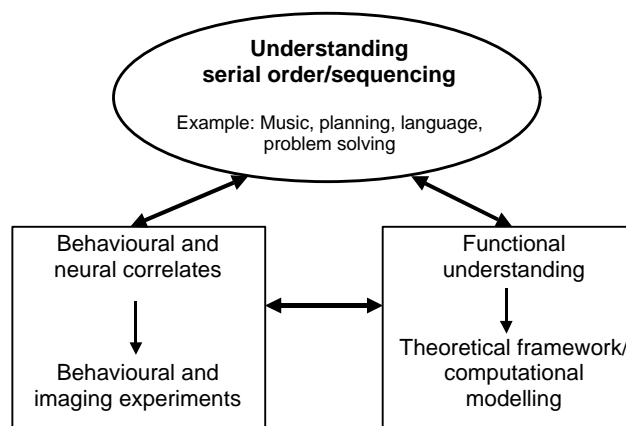 Understanding
serial order/sequencing
Example: Music, planning, language,
problem solving
Behavioural and
neural correlates
Behavioural and
imaging experiments
Functional
understanding
Theoretical framework/
computational
modelling